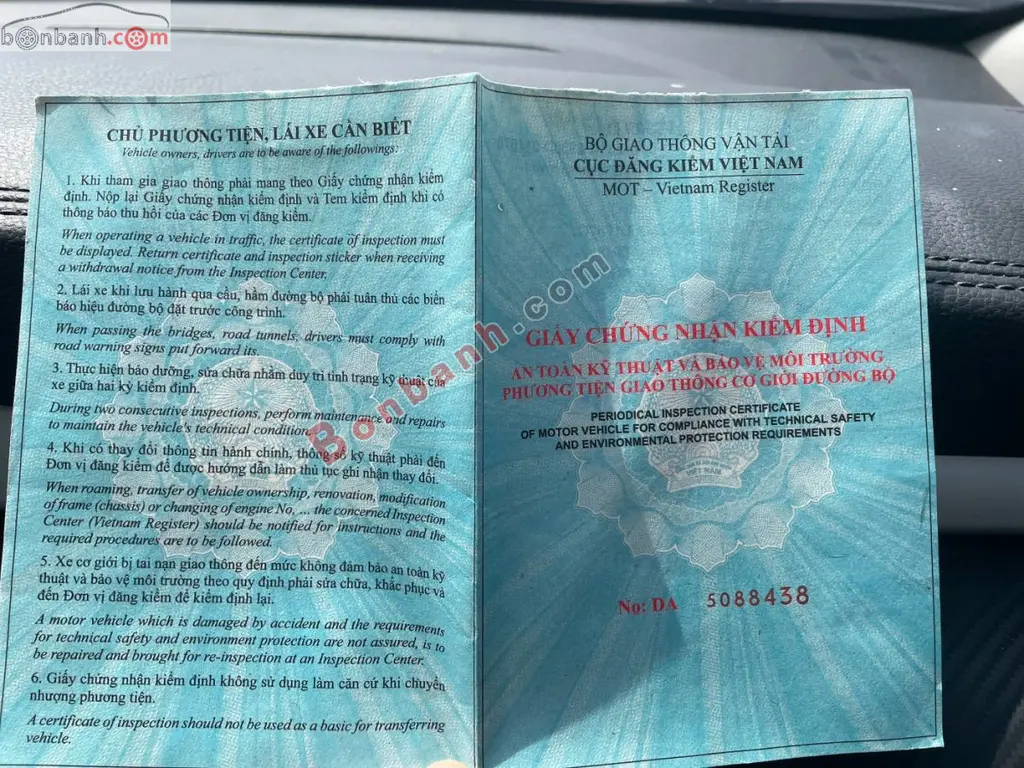 bonbanh.com
CHỦ PHƯƠNG TIỆN, LÁI XE CẦN BIẾT
Vehicle owners, drivers are to be aware of the followings:
1. Khi tham gia giao thông phải mang theo Giấy chứng nhận kiểm
định. Nộp lại Giấy chứng nhận kiểm định và Tem kiểm định khi có
thông báo thu hồi của các Đơn vị đăng kiểm.
When operating a vehicle in traffic, the certificate of inspection must
be displayed. Return certificate and inspection sticker when receiving
a withdrawal notice from the Inspection Center.
2. Lái xe khi lưu hành qua cầu, hầm đường bộ phải tuân thủ các biển
báo hiệu đường bộ đặt trước công trình.
When passing the bridges, road tunnels, drivers must comply with
road warning signs put forward its.
3. Thực hiện bảo dưỡng, sửa chữa nhằm duy trì tình trạng kỹ thuật của
xe giữa hai kỳ kiểm định.
During two consecutive inspections, perform maintenance and repairs
to maintain the vehicle's technical condition.
4. Khi có thay đổi thông tin hành chính, thông số kỹ thuật phải đến
Đơn vị đăng kiểm để được hướng dẫn làm thủ tục ghi nhận thay đổi.
When roaming, transfer of vehicle ownership, renovation, modification
of frame (chassis) or changing of engine No, ... the concerned Inspection
Center (Vietnam Register) should be notified for instructions and the
required procedures are to be followed.
5. Xe cơ giới bị tai nạn giao thông đến mức không đảm bảo an toàn kỹ
thuật và bảo vệ môi trường theo quy định phải sửa chữa, khắc phục và
đến Đơn vị đăng kiểm để kiểm định lại.
A motor vehicle which is damaged by accident and the requirements
for technical safety and environment protection are not assured, is to
be repaired and brought for re-inspection at an Inspection Center.
6. Giấy chứng nhận kiểm định không sử dụng làm căn cứ khi chuyển
nhượng phương tiện.
A certificate of inspection should not be used as a basic for transferring
vehicle.
BỘ GIAO THÔNG VẬN TẢI
CỤC ĐĂNG KIỂM VIỆT NAM
MOT – Vietnam Register
GIẤY CHỨNG NHẬN KIỂM ĐỊNH
AN TOÀN KỸ THUẬT VÀ BẢO VỆ MÔI TRƯỜNG
PHƯƠNG TIỆN GIAO THÔNG CƠ GIỚI ĐƯỜNG BỘ
PERIODICAL INSPECTION CERTIFICATE
OF MOTOR VEHICLE FOR COMPLIANCE WITH TECHNICAL SAFETY
AND ENVIRONMENTAL PROTECTION REQUIREMENTS
VIỆT NAM
No: DA 5088438
Bonbanh.com